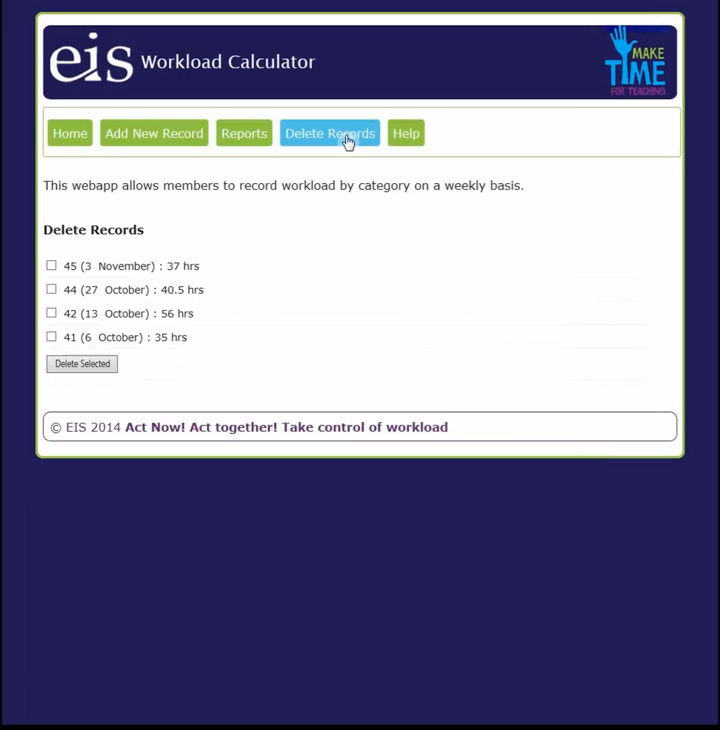 eis Workload Calculator
MAKE
TIME
FOR TEACHING
Home Add New Record Reports Delete Records Help
This webapp allows members to record workload by category on a weekly basis.
Delete Records
45 (3 November) : 37 hrs
44 (27 October) : 40.5 hrs
42 (13 October) : 56 hrs
41 (6 October) : 35 hrs
Delete Selected
© EIS 2014 Act Now! Act together! Take control of workload